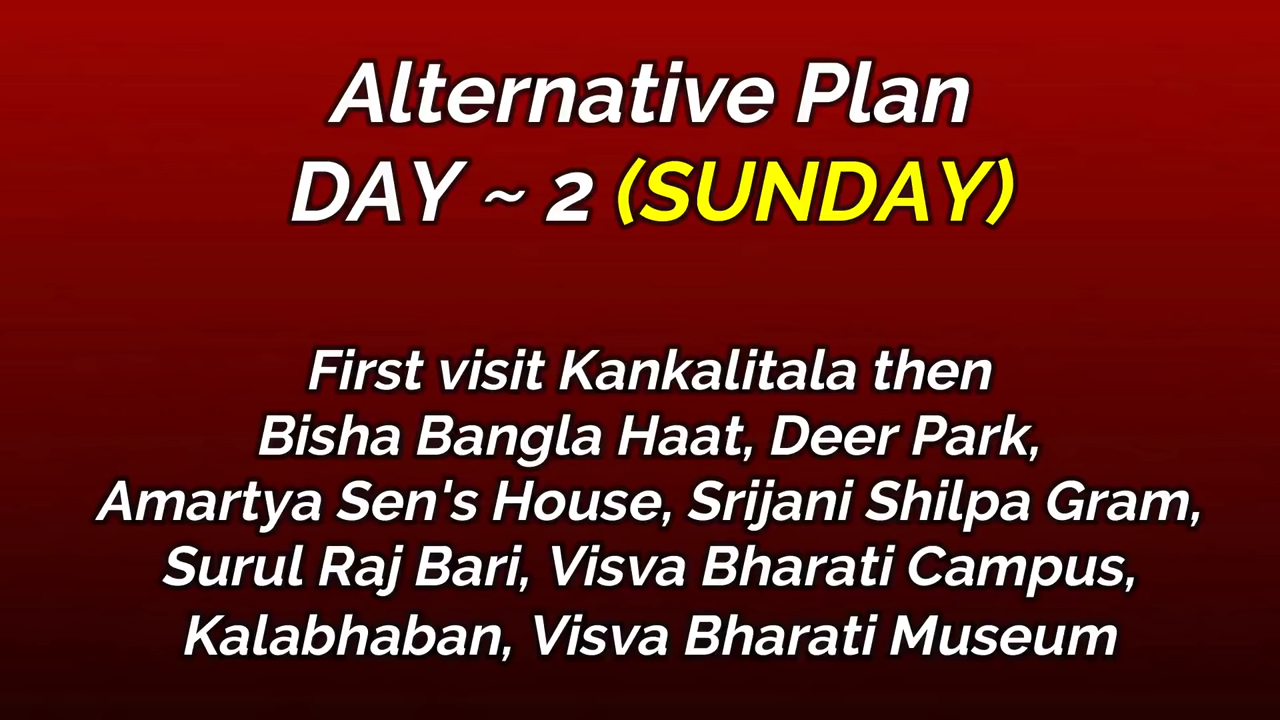 Alternative Plan
DAY ~ 2 (SUNDAY)
First visit Kankalitala then
Bisha Bangla Haat, Deer Park,
Amartya Sen's House, Srijani Shilpa Gram,
Surul Raj Bari, Visva Bharati Campus,
Kalabhaban, Visva Bharati Museum